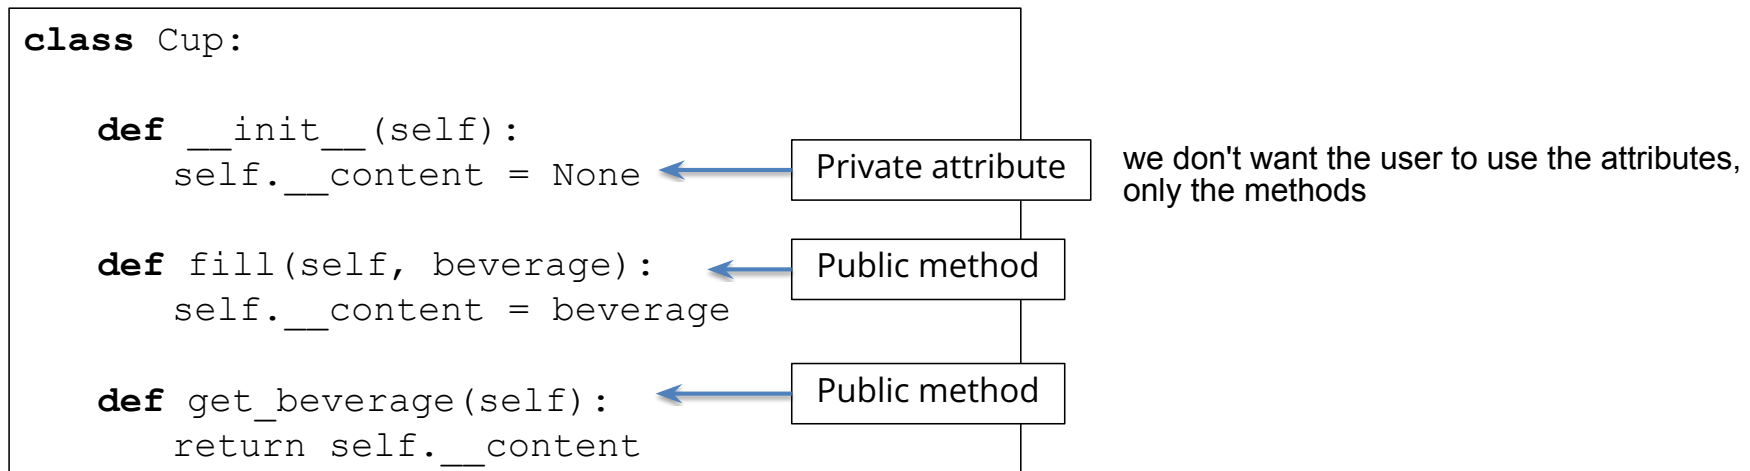 class Cup:
def __init__(self):
self.__content = None
Private attribute
we don't want the user to use the attributes,
only the methods
def fill(self, beverage):
Public method
self.__content = beverage
def get_beverage(self):
Public method
return self.__content